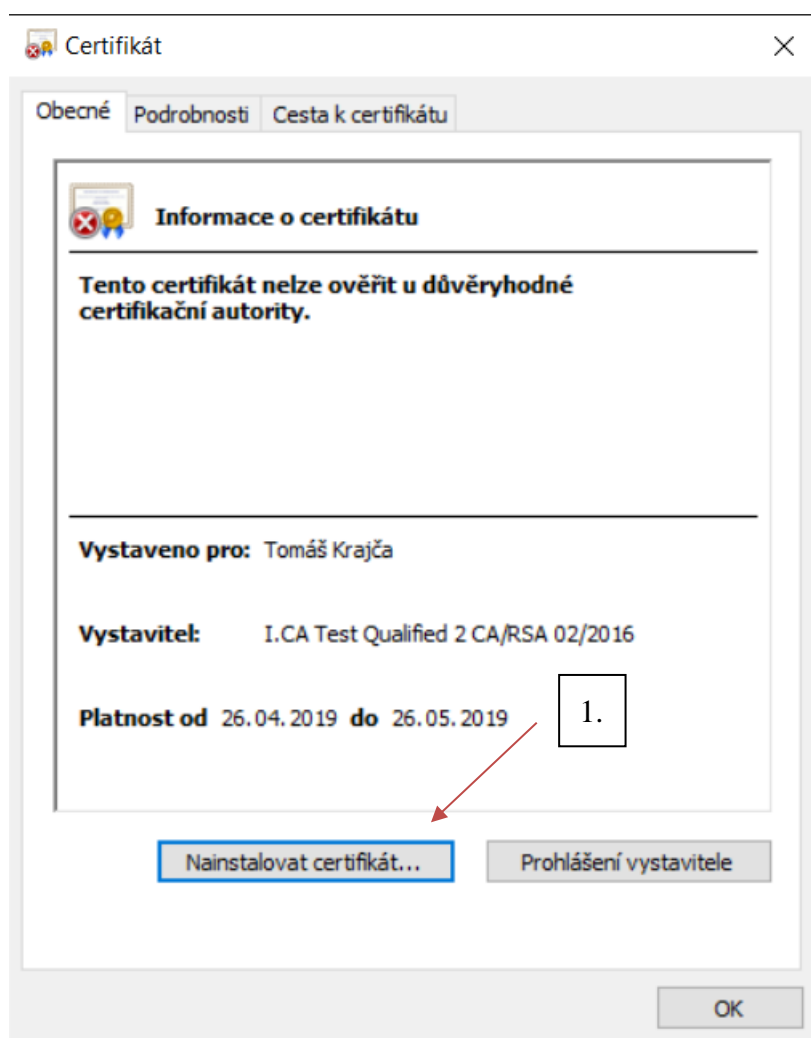 Certifikát
Obecné Podrobnosti Cesta k certifikátu
Informace o certifikátu
Tento certifikát nelze ověřit u důvěryhodné
certifikační autority.
Vystaveno pro: Tomáš Krajča
Vystavitel: I.CA Test Qualified 2 CA/RSA 02/2016
Platnost od 26.04.2019 do 26.05.2019
1.
Nainstalovat certifikát... Prohlášení vystavitele
OK